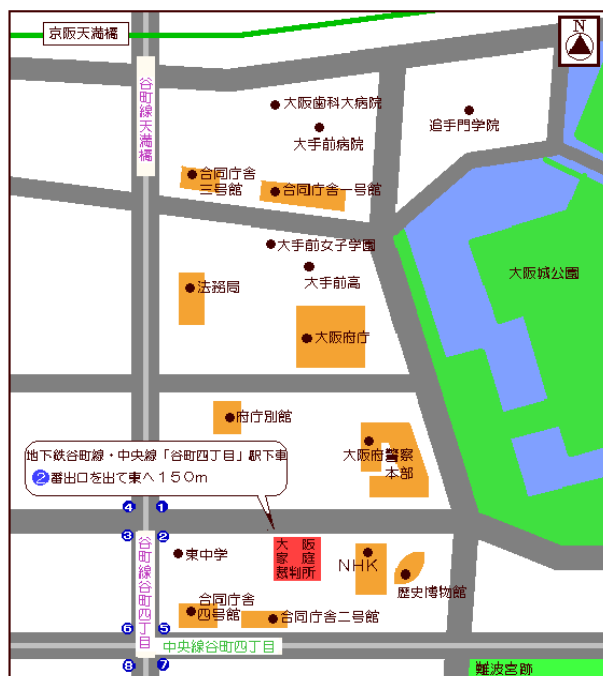 京阪天満橋
N
谷町線天満橋
大阪歯科大病院
大手前病院
追手門学院
合同庁舎
三号館
合同庁舎一号館
大手前女子学園
大手前高
大阪城公園
法務局
大阪府庁
府庁別館
地下鉄谷町線・中央線「谷町四丁目」駅下車
②番出口を出て東へ150m
大阪府警察
本部
④
①
③
②
谷町線谷町四丁目
東中学
大阪
家庭
裁判所
NHK
歴史博物館
合同庁舎
四号館
合同庁舎二号館
⑥
⑤
中央線谷町四丁目
⑧
⑦
難波宮跡